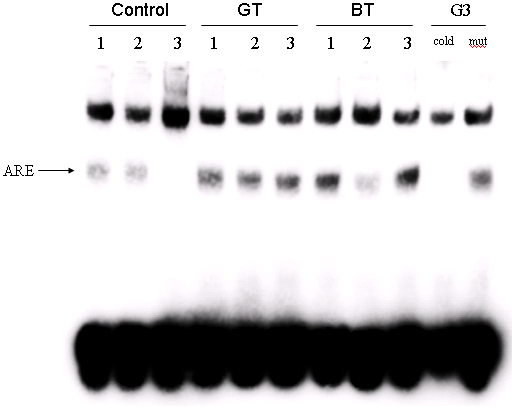 Control GT BT G3
1 2 3 1 2 3 1 2 3 cold mut
ARE